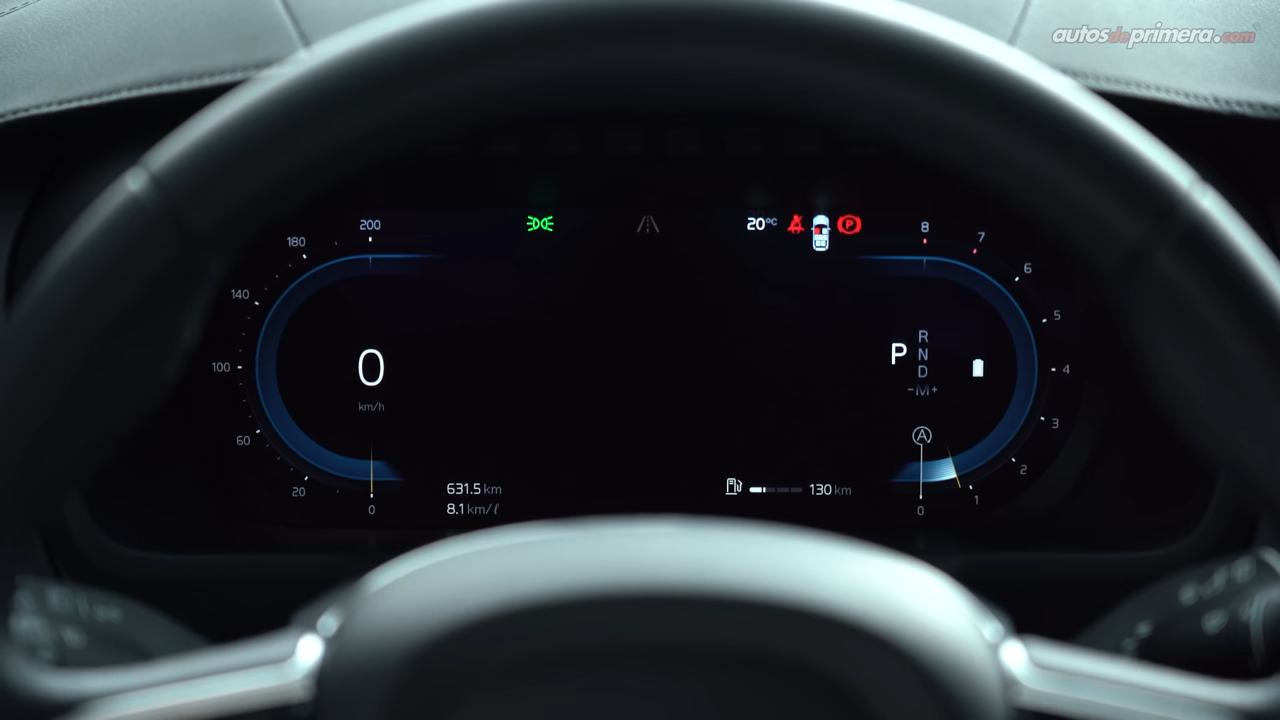 autosdeprimera.com
200
180
140
100
60
20
0
0
km/h
631.5 km
8.1 km/ℓ
20°C
P
8
7
6
5
4
3
2
1
0
P
R
N
D
-M+
A
130 km